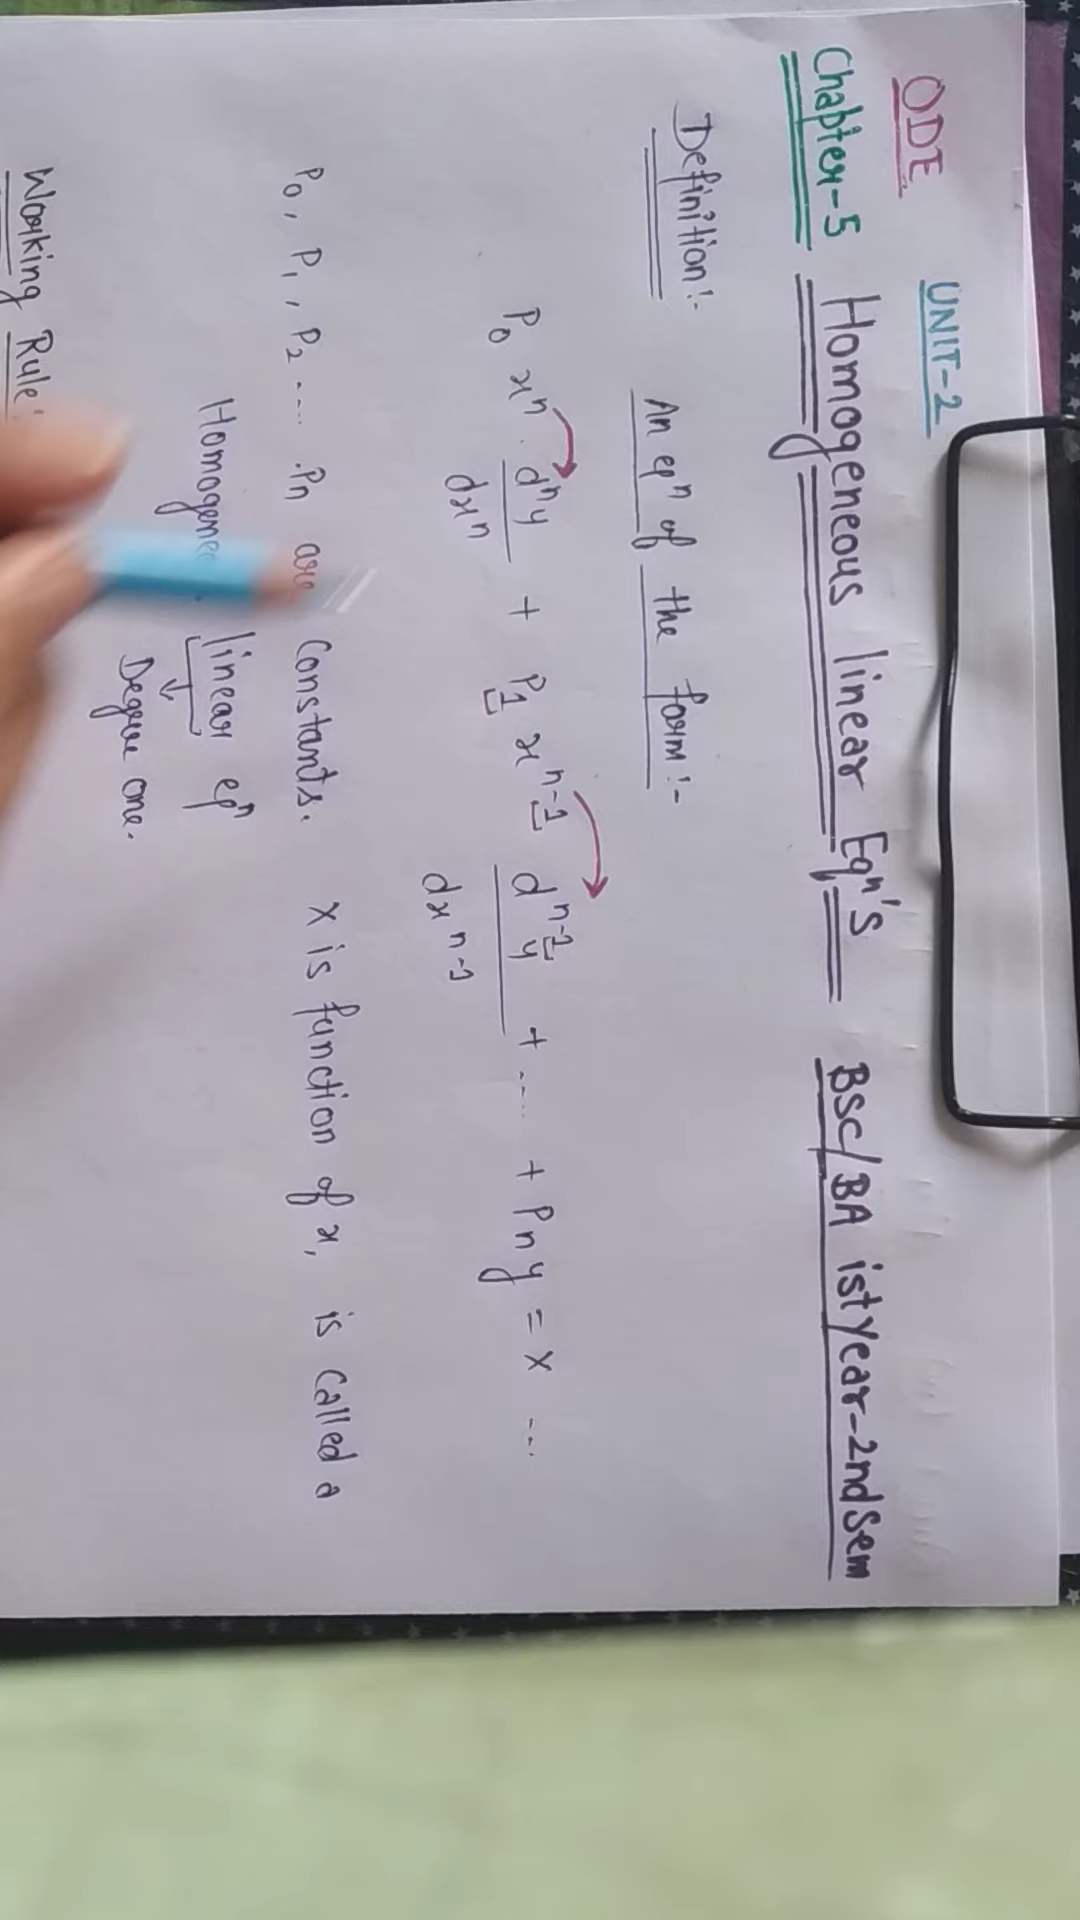 ODE UNIT-2
Chapter-5 Homogeneous linear Eqⁿ's BSc/BA 1st Year-2nd Sem
Definition:- An eqⁿ of the form:-
P₀ xⁿ . dⁿy/dxⁿ + P₁ xⁿ⁻¹ dⁿ⁻¹y/dxⁿ⁻¹ + .... + Pₙy = X ...
P₀, P₁, P₂ .... Pₙ are Constants. X is function of x, is called a
linear eqⁿ
Degree one.
Working Rule: